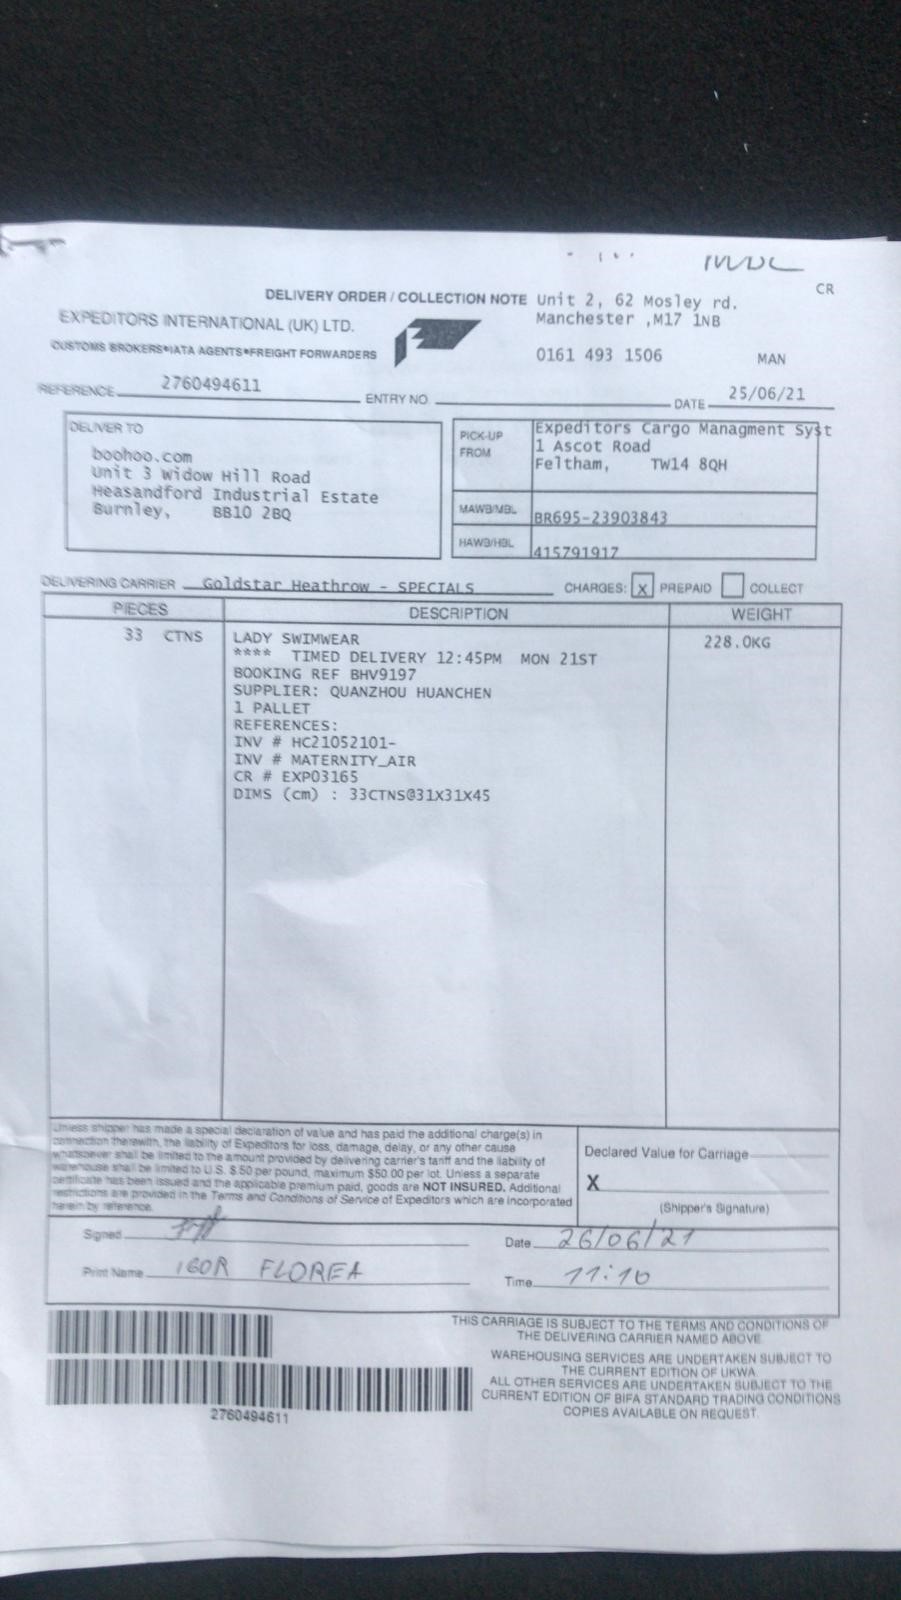 CR
DELIVERY ORDER / COLLECTION NOTE Unit 2, 62 Mosley rd.
EXPEDITORS INTERNATIONAL (UK) LTD.
Manchester ,M17 1NB
CUSTOMS BROKERS•IATA AGENTS•FREIGHT FORWARDERS
0161 493 1506 MAN
REFERENCE 2760494611 ENTRY NO. DATE 25/06/21
DELIVER TO
boohoo.com
Unit 3 Widow Hill Road
Heasandford Industrial Estate
Burnley, BB10 2BQ
PICK-UP FROM
Expeditors Cargo Managment Syst
1 Ascot Road
Feltham, TW14 8QH
MAWB/MBL BR695-23903843
HAWB/HBL 415791917
DELIVERING CARRIER Goldstar Heathrow - SPECIALS CHARGES: X PREPAID COLLECT
PIECES DESCRIPTION WEIGHT
33 CTNS LADY SWIMWEAR 228.0KG
**** TIMED DELIVERY 12:45PM MON 21ST
BOOKING REF BHV9197
SUPPLIER: QUANZHOU HUANCHEN
1 PALLET
REFERENCES:
INV # HC21052101-
INV # MATERNITY_AIR
CR # EXP03165
DIMS (cm) : 33CTNS@31X31X45
Unless shipper has made a special declaration of value and has paid the additional charge(s) in
connection therewith, the liability of Expeditors for loss, damage, delay, or any other cause
whatsoever shall be limited to the amount provided by delivering carrier's tariff and the liability of
warehouse shall be limited to U.S. $.50 per pound, maximum $50.00 per lot. Unless a separate
certificate has been issued and the applicable premium paid, goods are NOT INSURED. Additional
restrictions are provided in the Terms and Conditions of Service of Expeditors which are incorporated
herein by reference.
Declared Value for Carriage
X
(Shipper's Signature)
Signed
Date 26/06/21
Print Name IGOR FLOREA
Time 11:10
THIS CARRIAGE IS SUBJECT TO THE TERMS AND CONDITIONS OF
THE DELIVERING CARRIER NAMED ABOVE
WAREHOUSING SERVICES ARE UNDERTAKEN SUBJECT TO
THE CURRENT EDITION OF UKWA
ALL OTHER SERVICES ARE UNDERTAKEN SUBJECT TO THE
CURRENT EDITION OF BIFA STANDARD TRADING CONDITIONS
COPIES AVAILABLE ON REQUEST.
2760494611